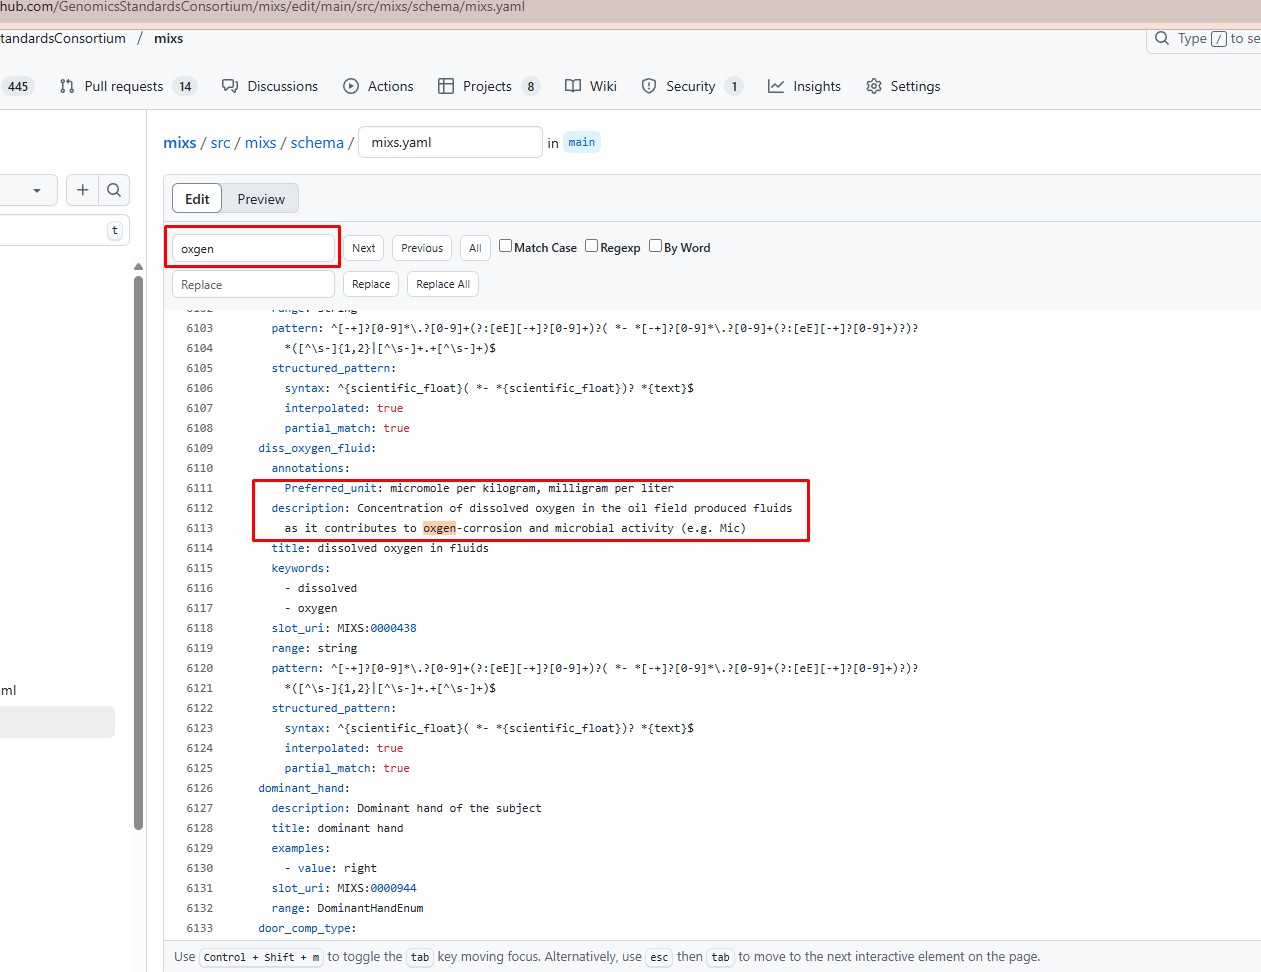 hub.com/GenomicsStandardsConsortium/mixs/edit/main/src/mixs/schema/mixs.yaml
tandardsConsortium / mixs
Type / to se
445 Pull requests 14 Discussions Actions Projects 8 Wiki Security 1 Insights Settings
mixs / src / mixs / schema / mixs.yaml in main
Edit Preview
t
oxgen Next Previous All Match Case Regexp By Word
Replace Replace Replace All
6102 range: string
6103 pattern: ^[-+]?[0-9]*\.?[0-9]+(?:[eE][-+]?[0-9]+)?( *- *[-+]?[0-9]*\.?[0-9]+(?:[eE][-+]?[0-9]+)?)?
6104 *([^\s-]{1,2}|[^\s-]+.+[^\s-]+)$
6105 structured_pattern:
6106 syntax: ^{scientific_float}( *- *{scientific_float})? *{text}$
6107 interpolated: true
6108 partial_match: true
6109 diss_oxygen_fluid:
6110 annotations:
6111 Preferred_unit: micromole per kilogram, milligram per liter
6112 description: Concentration of dissolved oxygen in the oil field produced fluids
6113 as it contributes to oxgen-corrosion and microbial activity (e.g. Mic)
6114 title: dissolved oxygen in fluids
6115 keywords:
6116 - dissolved
6117 - oxygen
6118 slot_uri: MIXS:0000438
6119 range: string
6120 pattern: ^[-+]?[0-9]*\.?[0-9]+(?:[eE][-+]?[0-9]+)?( *- *[-+]?[0-9]*\.?[0-9]+(?:[eE][-+]?[0-9]+)?)?
6121 *([^\s-]{1,2}|[^\s-]+.+[^\s-]+)$
6122 structured_pattern:
6123 syntax: ^{scientific_float}( *- *{scientific_float})? *{text}$
6124 interpolated: true
6125 partial_match: true
6126 dominant_hand:
6127 description: Dominant hand of the subject
6128 title: dominant hand
6129 examples:
6130 - value: right
6131 slot_uri: MIXS:0000944
6132 range: DominantHandEnum
6133 door_comp_type:
ml
Use Control + Shift + m to toggle the tab key moving focus. Alternatively, use esc then tab to move to the next interactive element on the page.